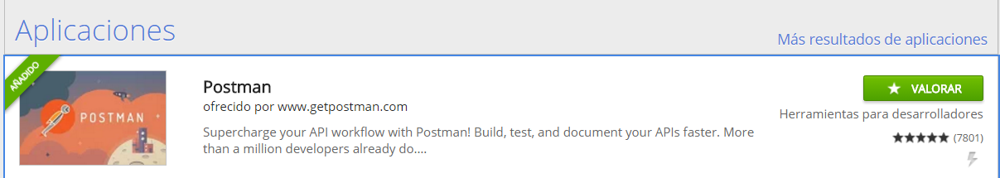 Aplicaciones
Más resultados de aplicaciones
AÑADIDO
POSTMAN
Postman
ofrecido por www.getpostman.com
Supercharge your API workflow with Postman! Build, test, and document your APIs faster. More
than a million developers already do....
VALORAR
Herramientas para desarrolladores
(7801)